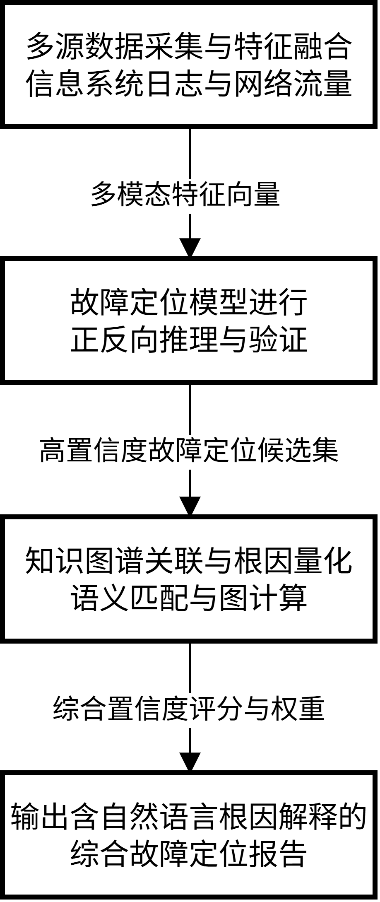 多源数据采集与特征融合
信息系统日志与网络流量
多模态特征向量
故障定位模型进行
正反向推理与验证
高置信度故障定位候选集
知识图谱关联与根因量化
语义匹配与图计算
综合置信度评分与权重
输出含自然语言根因解释的
综合故障定位报告